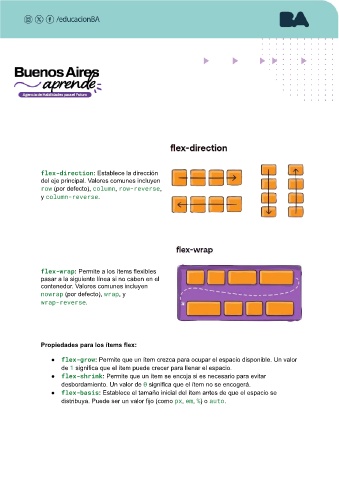 /educacionBA
BA
Buenos Aires
aprende
Agencia de Habilidades para el Futuro
flex-direction
flex-direction: Establece la dirección
del eje principal. Valores comunes incluyen
row (por defecto), column, row-reverse,
y column-reverse.
flex-wrap
flex-wrap: Permite a los ítems flexibles
pasar a la siguiente línea si no caben en el
contenedor. Valores comunes incluyen
nowrap (por defecto), wrap, y
wrap-reverse.
Propiedades para los ítems flex:
● flex-grow: Permite que un ítem crezca para ocupar el espacio disponible. Un valor
de 1 significa que el ítem puede crecer para llenar el espacio.
● flex-shrink: Permite que un ítem se encoja si es necesario para evitar
desbordamiento. Un valor de 0 significa que el ítem no se encogerá.
● flex-basis: Establece el tamaño inicial del ítem antes de que el espacio se
distribuya. Puede ser un valor fijo (como px, em, %) o auto.